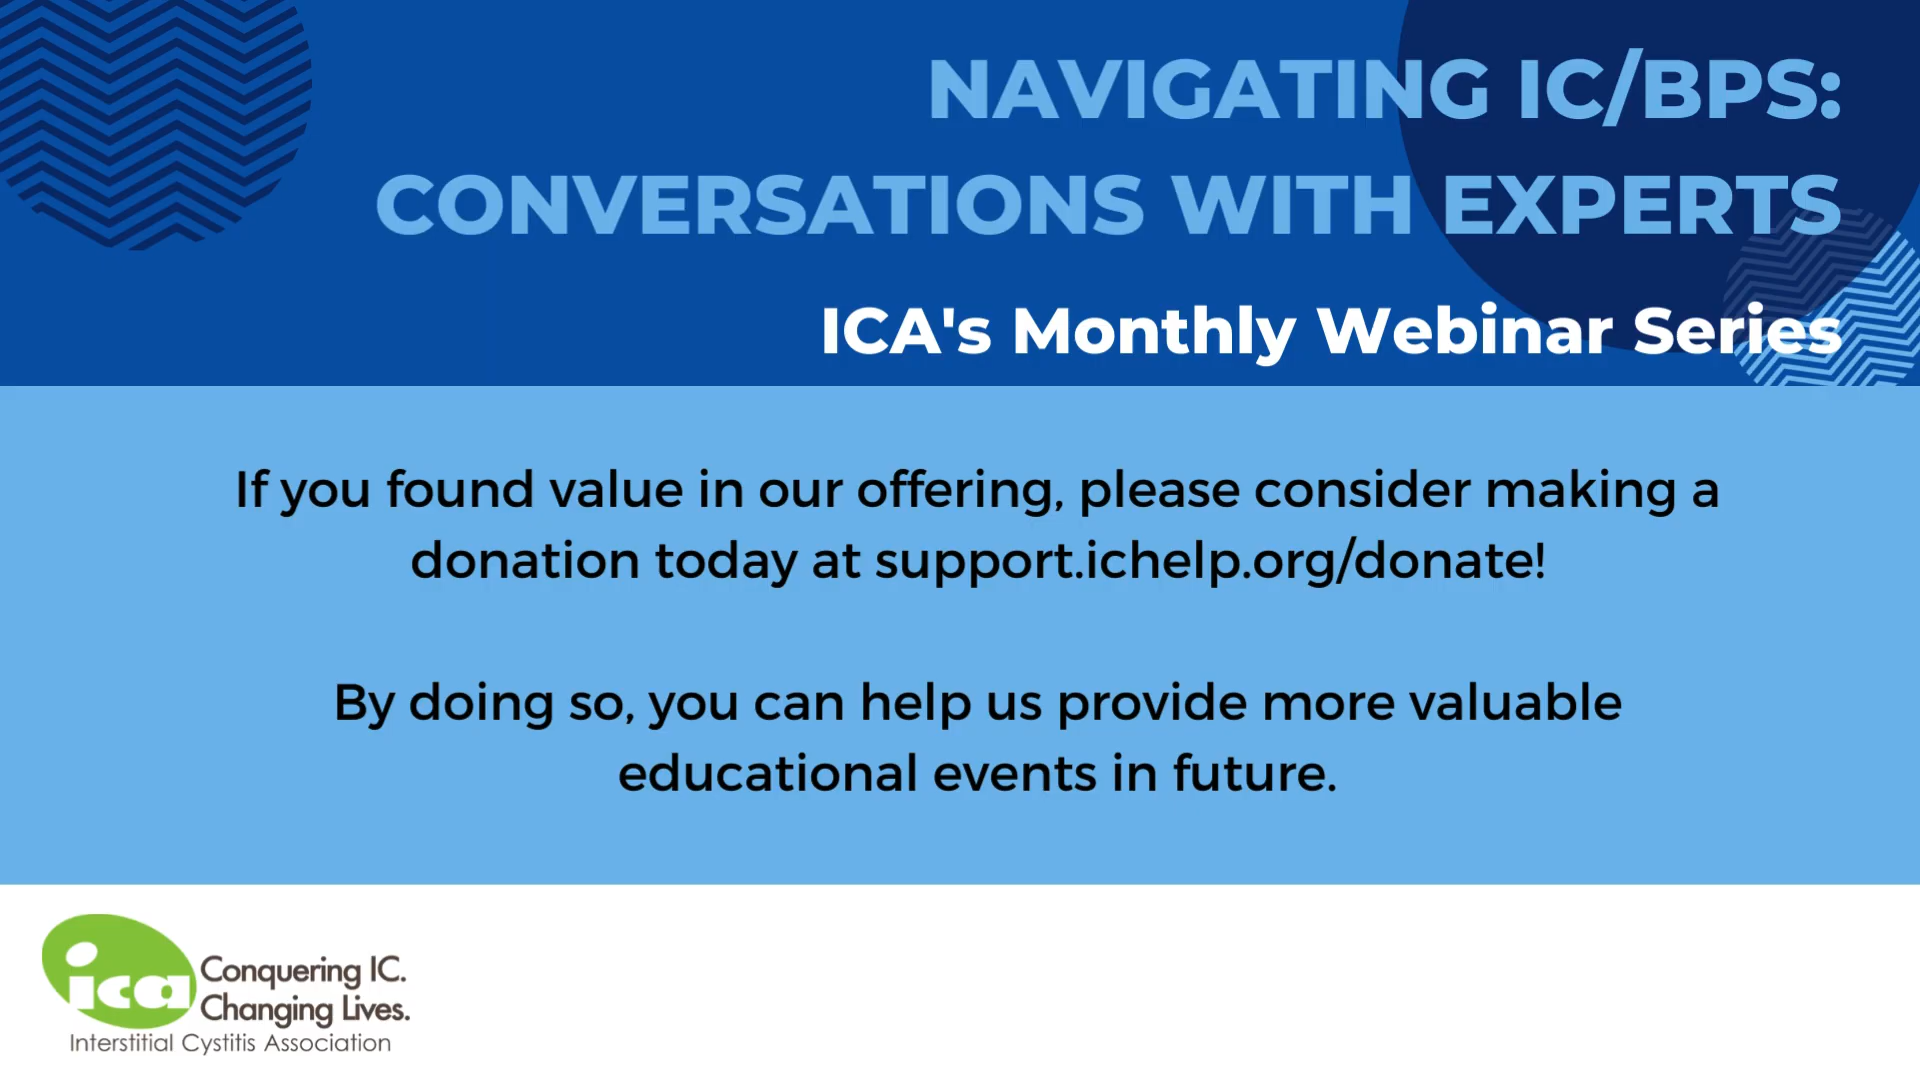 NAVIGATING IC/BPS:
CONVERSATIONS WITH EXPERTS
ICA's Monthly Webinar Series
If you found value in our offering, please consider making a
donation today at support.ichelp.org/donate!
By doing so, you can help us provide more valuable
educational events in future.
ica
Conquering IC.
Changing Lives.
Interstitial Cystitis Association